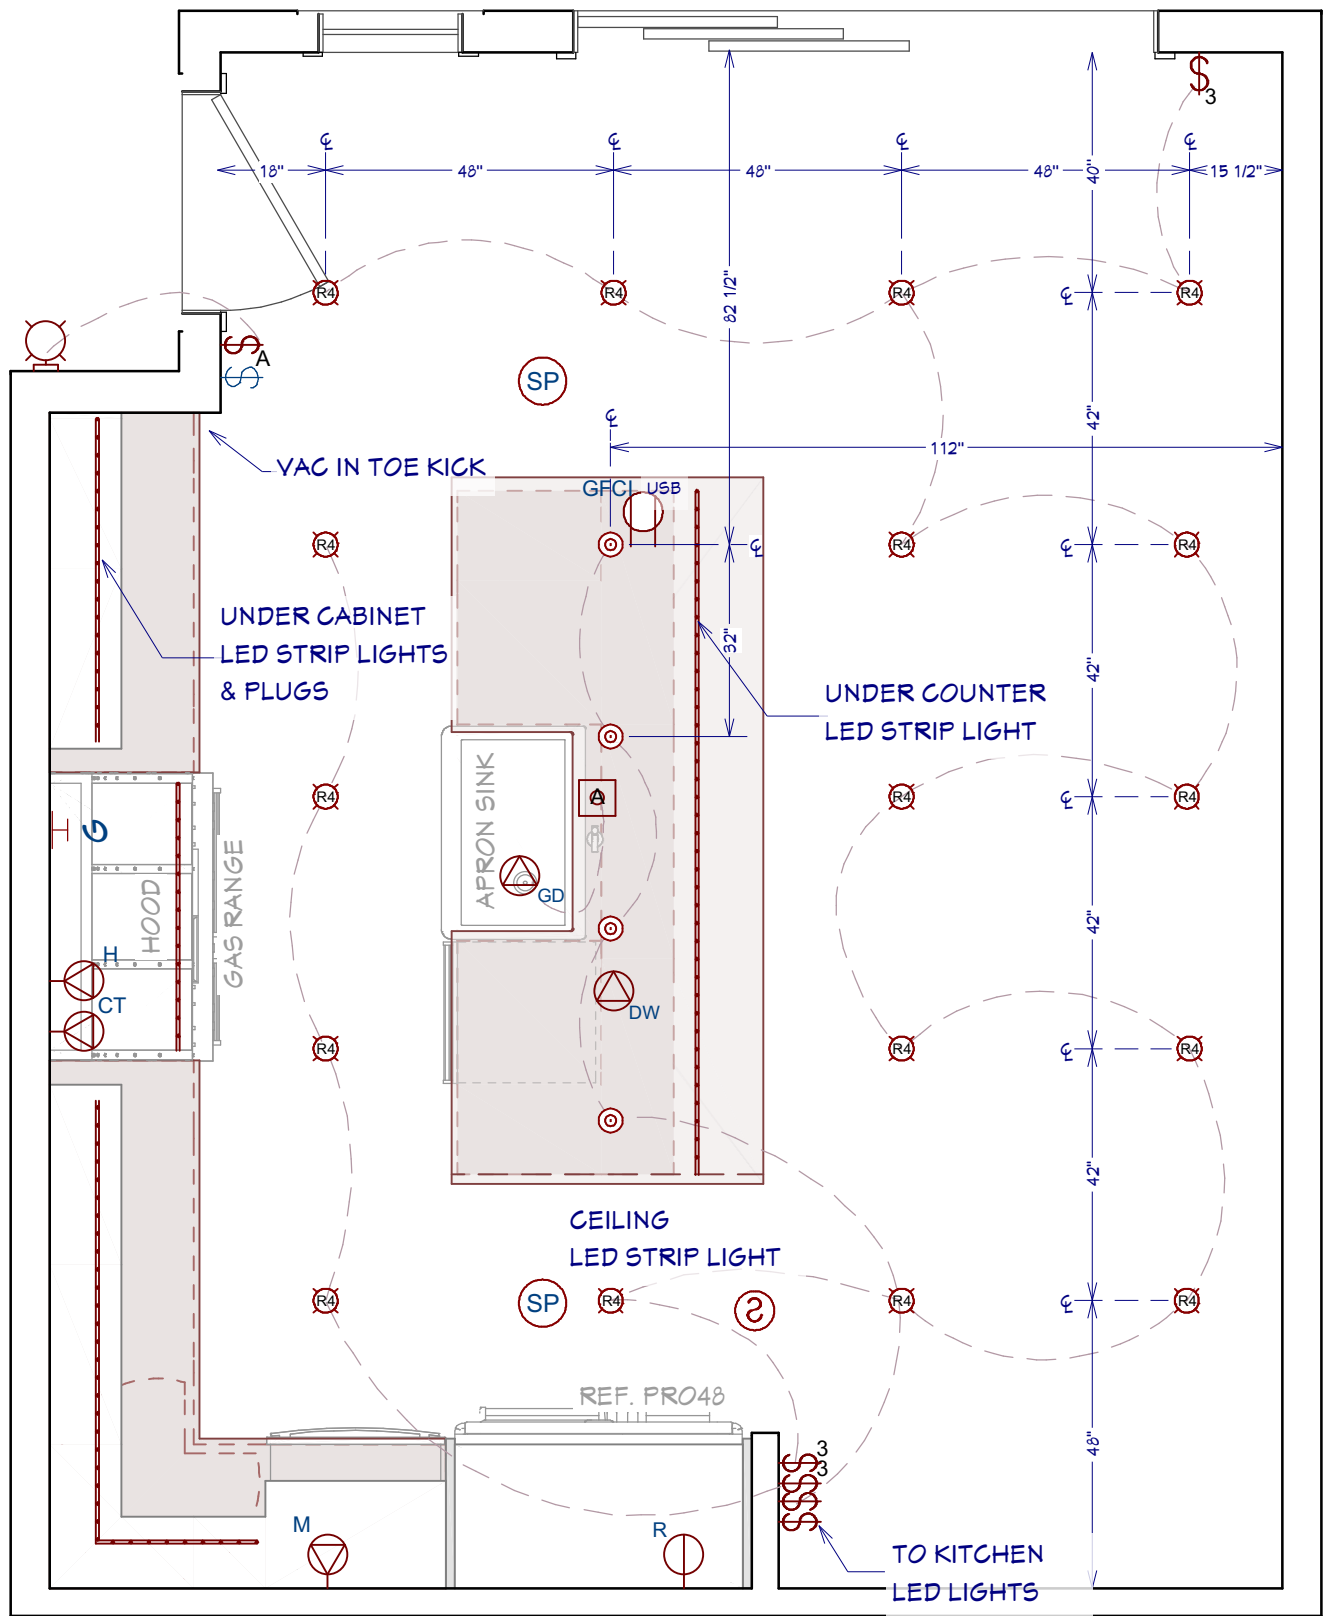 3
℄ ℄ ℄ ℄
18" 48" 48" 48" 15 1/2"
40"
R4 R4 R4 R4
℄
82 1/2"
A
SP
℄
42"
112"
VAC IN TOE KICK
GFCI USB
R4 ℄ R4 R4 ℄
UNDER CABINET
LED STRIP LIGHTS
& PLUGS
32"
42"
UNDER COUNTER
LED STRIP LIGHT
APRON SINK
A
R4 R4 R4 ℄
G
HOOD
GAS RANGE
GD
42"
H
CT
DW
R4 R4 R4 ℄
42"
CEILING
LED STRIP LIGHT
R4 SP R4 S R4 R4 ℄
REF. PRO48
48"
3
3
M
R
TO KITCHEN
LED LIGHTS